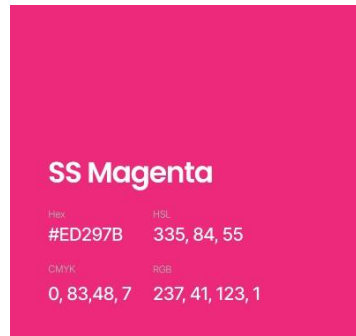 SS Magenta
Hex HSL
#ED297B 335, 84, 55
CMYK RGB
0, 83,48, 7 237, 41, 123, 1